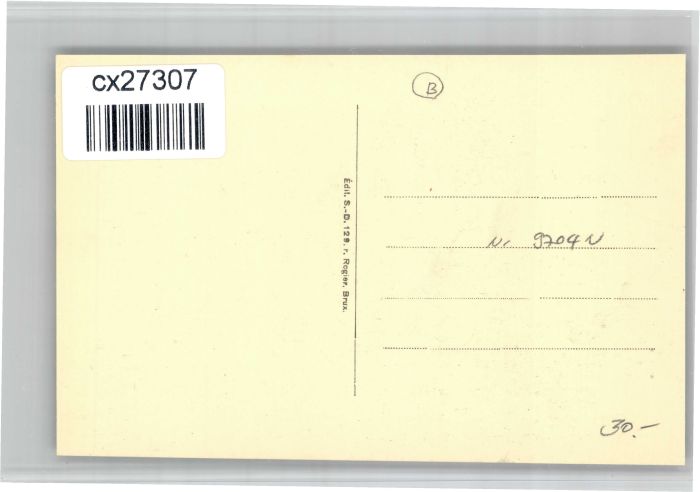 cx27307
B
Édit. S.-D. 129. r. Rogier. Brux.
Nr 9704N
30.-